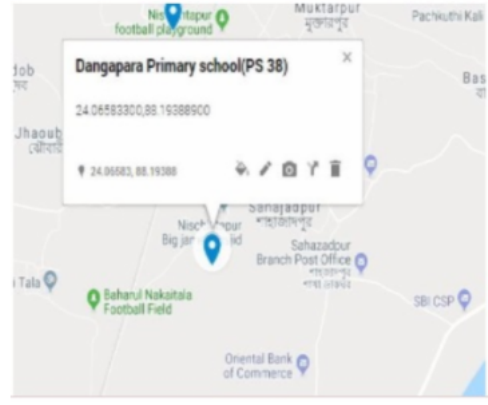 Muktarpur
Pachkuthi Kali
football playground
Dangapara Primary school(PS 38)
24.06583300,88.19388900
24.06583, 88.19388
Sahajadpur
Big
Sahazadpur
Branch Post Office
Tala
Baharul Nakaitala
Football Field
SBI CSP
Oriental Bank
of Commerce